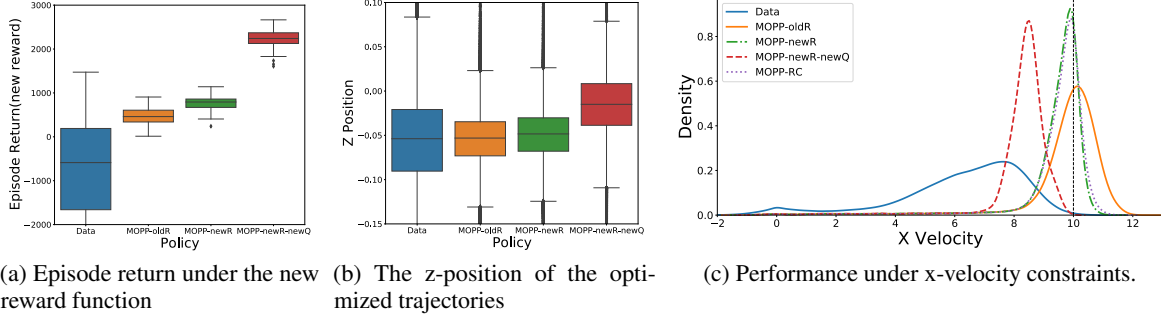 3000
2000
1000
0
−1000
−2000
Episode Return(new reward)
Data
MOPP-oldR
MOPP-newR
MOPP-newR-newQ
Policy
(a) Episode return under the new
reward function
0.10
0.05
0.00
−0.05
−0.10
−0.15
Z Position
Data
MOPP-oldR
MOPP-newR
MOPP-newR-newQ
Policy
(b) The z-position of the opti-
mized trajectories
Data
MOPP-oldR
MOPP-newR
MOPP-newR-newQ
MOPP-RC
0.8
0.6
0.4
0.2
0.0
Density
−2
0
2
4
6
8
10
12
X Velocity
(c) Performance under x-velocity constraints.